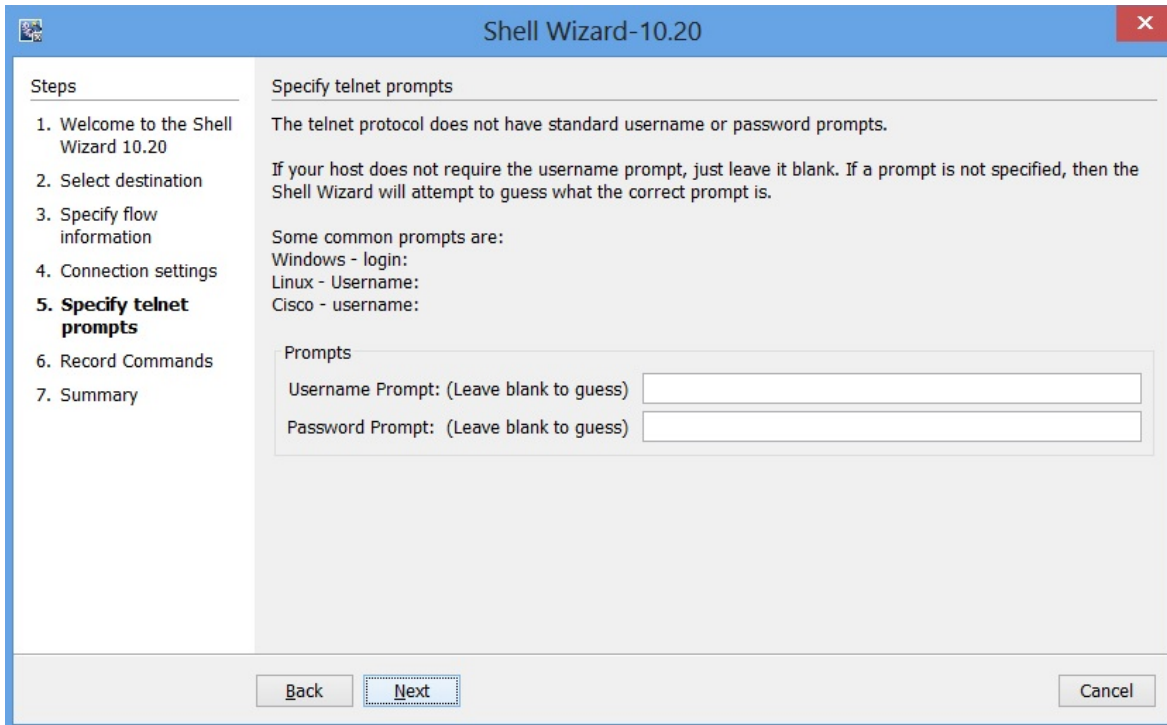 Shell Wizard-10.20
Steps
1. Welcome to the Shell
Wizard 10.20
2. Select destination
3. Specify flow
information
4. Connection settings
5. Specify telnet
prompts
6. Record Commands
7. Summary
Specify telnet prompts
The telnet protocol does not have standard username or password prompts.
If your host does not require the username prompt, just leave it blank. If a prompt is not specified, then the
Shell Wizard will attempt to guess what the correct prompt is.
Some common prompts are:
Windows - login:
Linux - Username:
Cisco - username:
Prompts
Username Prompt: (Leave blank to guess)
Password Prompt: (Leave blank to guess)
Back
Next
Cancel